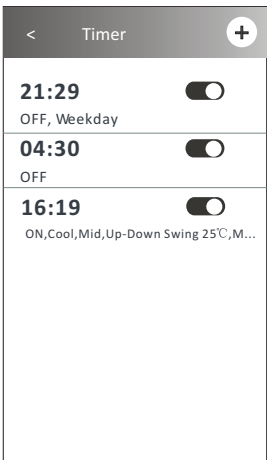 < Timer +
21:29
OFF, Weekday
04:30
OFF
16:19
ON,Cool,Mid,Up-Down Swing 25℃,M...